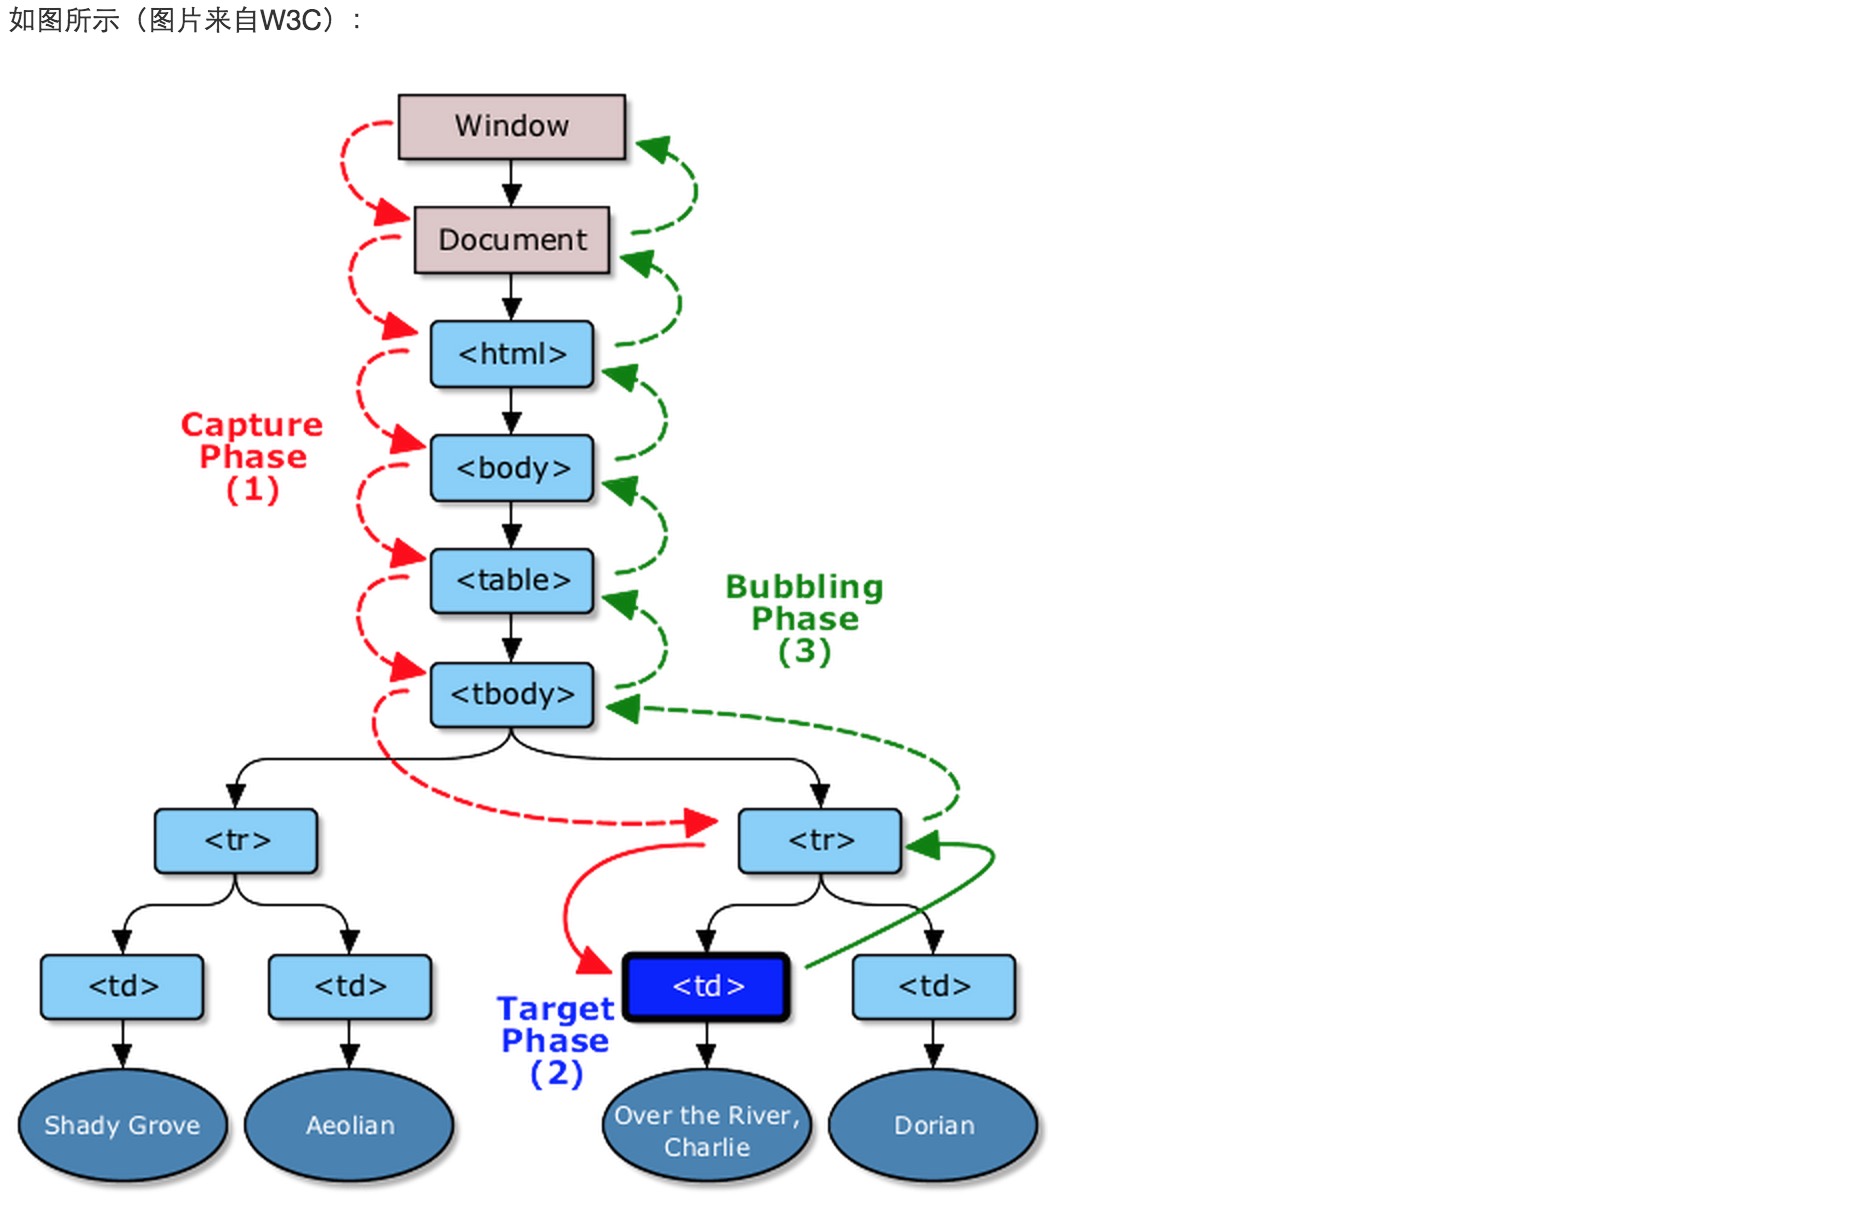 如图所示（图片来自W3C）：
Window
Document
<html>
Capture
Phase
(1)
<body>
<table>
Bubbling
Phase
(3)
<tbody>
<tr>
<tr>
<td>
<td>
<td>
<td>
Target
Phase
(2)
Shady Grove
Aeolian
Over the River,
Charlie
Dorian